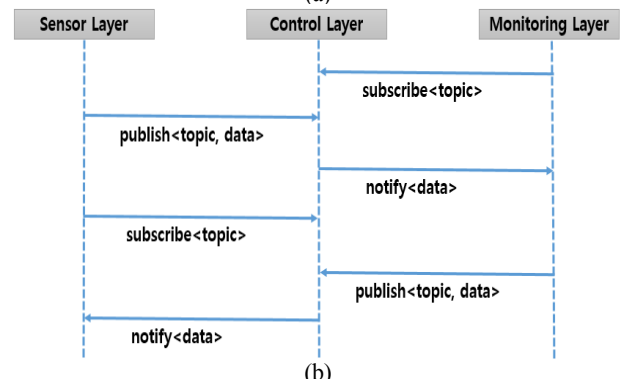 (a)
Sensor Layer Control Layer Monitoring Layer
subscribe<topic>
publish<topic, data>
notify<data>
subscribe<topic>
publish<topic, data>
notify<data>
(b)